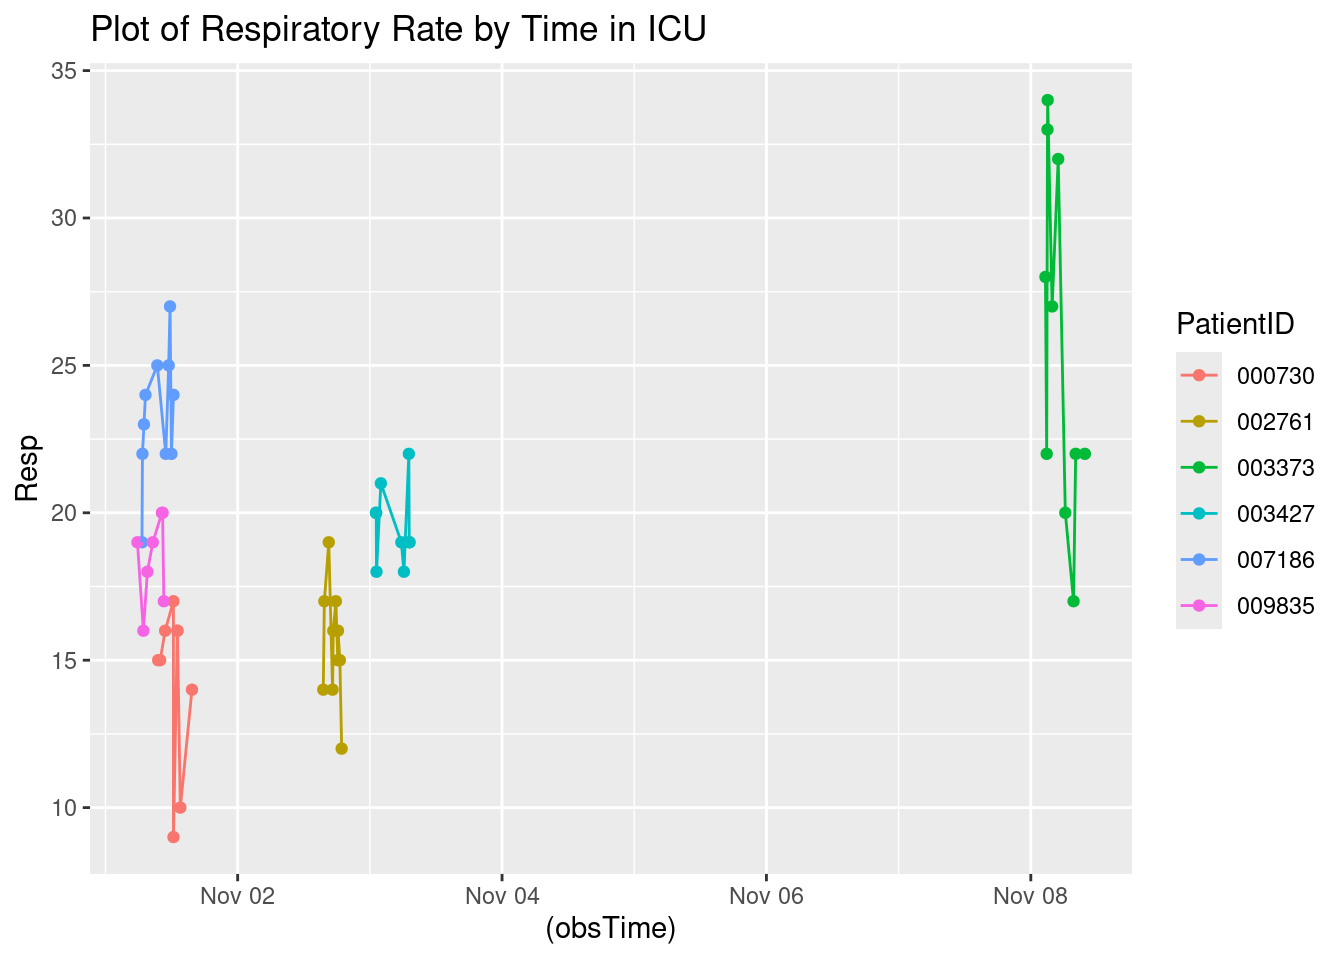 Plot of Respiratory Rate by Time in ICU
35
30
25
20
15
10
Resp
Nov 02
Nov 04
Nov 06
Nov 08
(obsTime)
PatientID
000730
002761
003373
003427
007186
009835